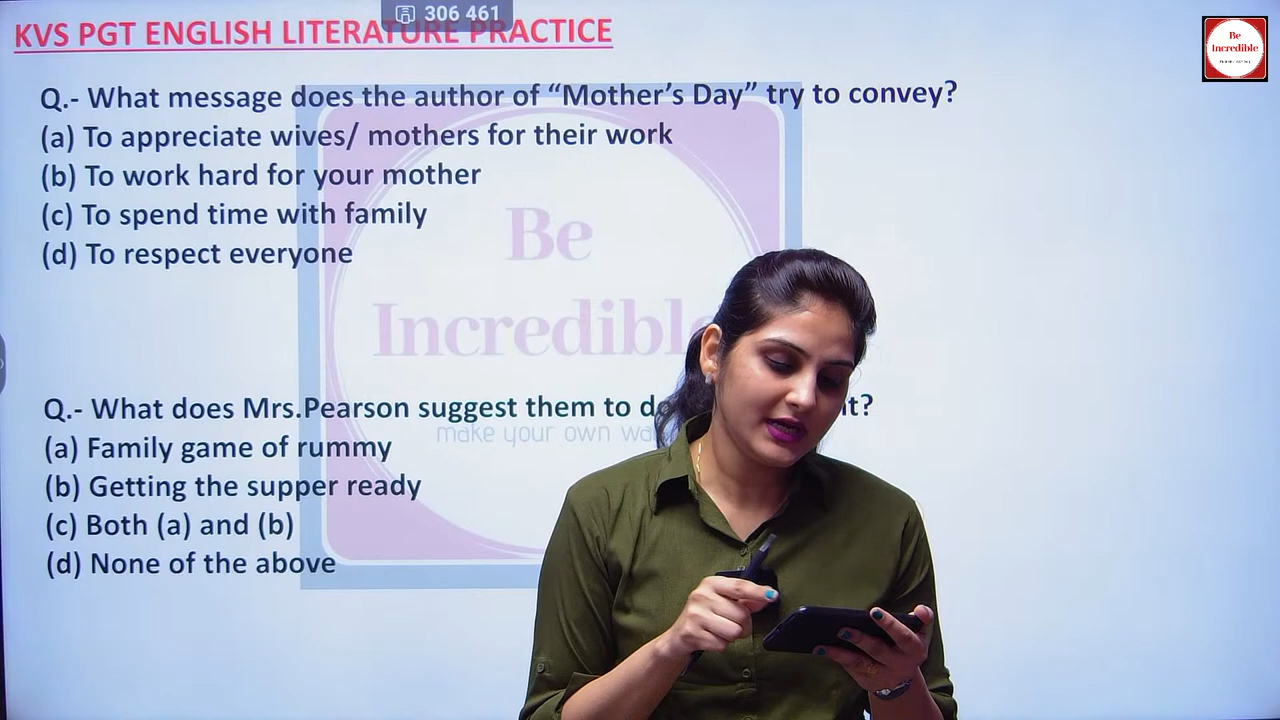 306 461
KVS PGT ENGLISH LITERATURE PRACTICE
Be
Incredible
Q.- What message does the author of “Mother’s Day” try to convey?
(a) To appreciate wives/ mothers for their work
(b) To work hard for your mother
(c) To spend time with family
(d) To respect everyone
Be
Incredible
Q.- What does Mrs.Pearson suggest them to do
make your own
(a) Family game of rummy
(b) Getting the supper ready
(c) Both (a) and (b)
(d) None of the above